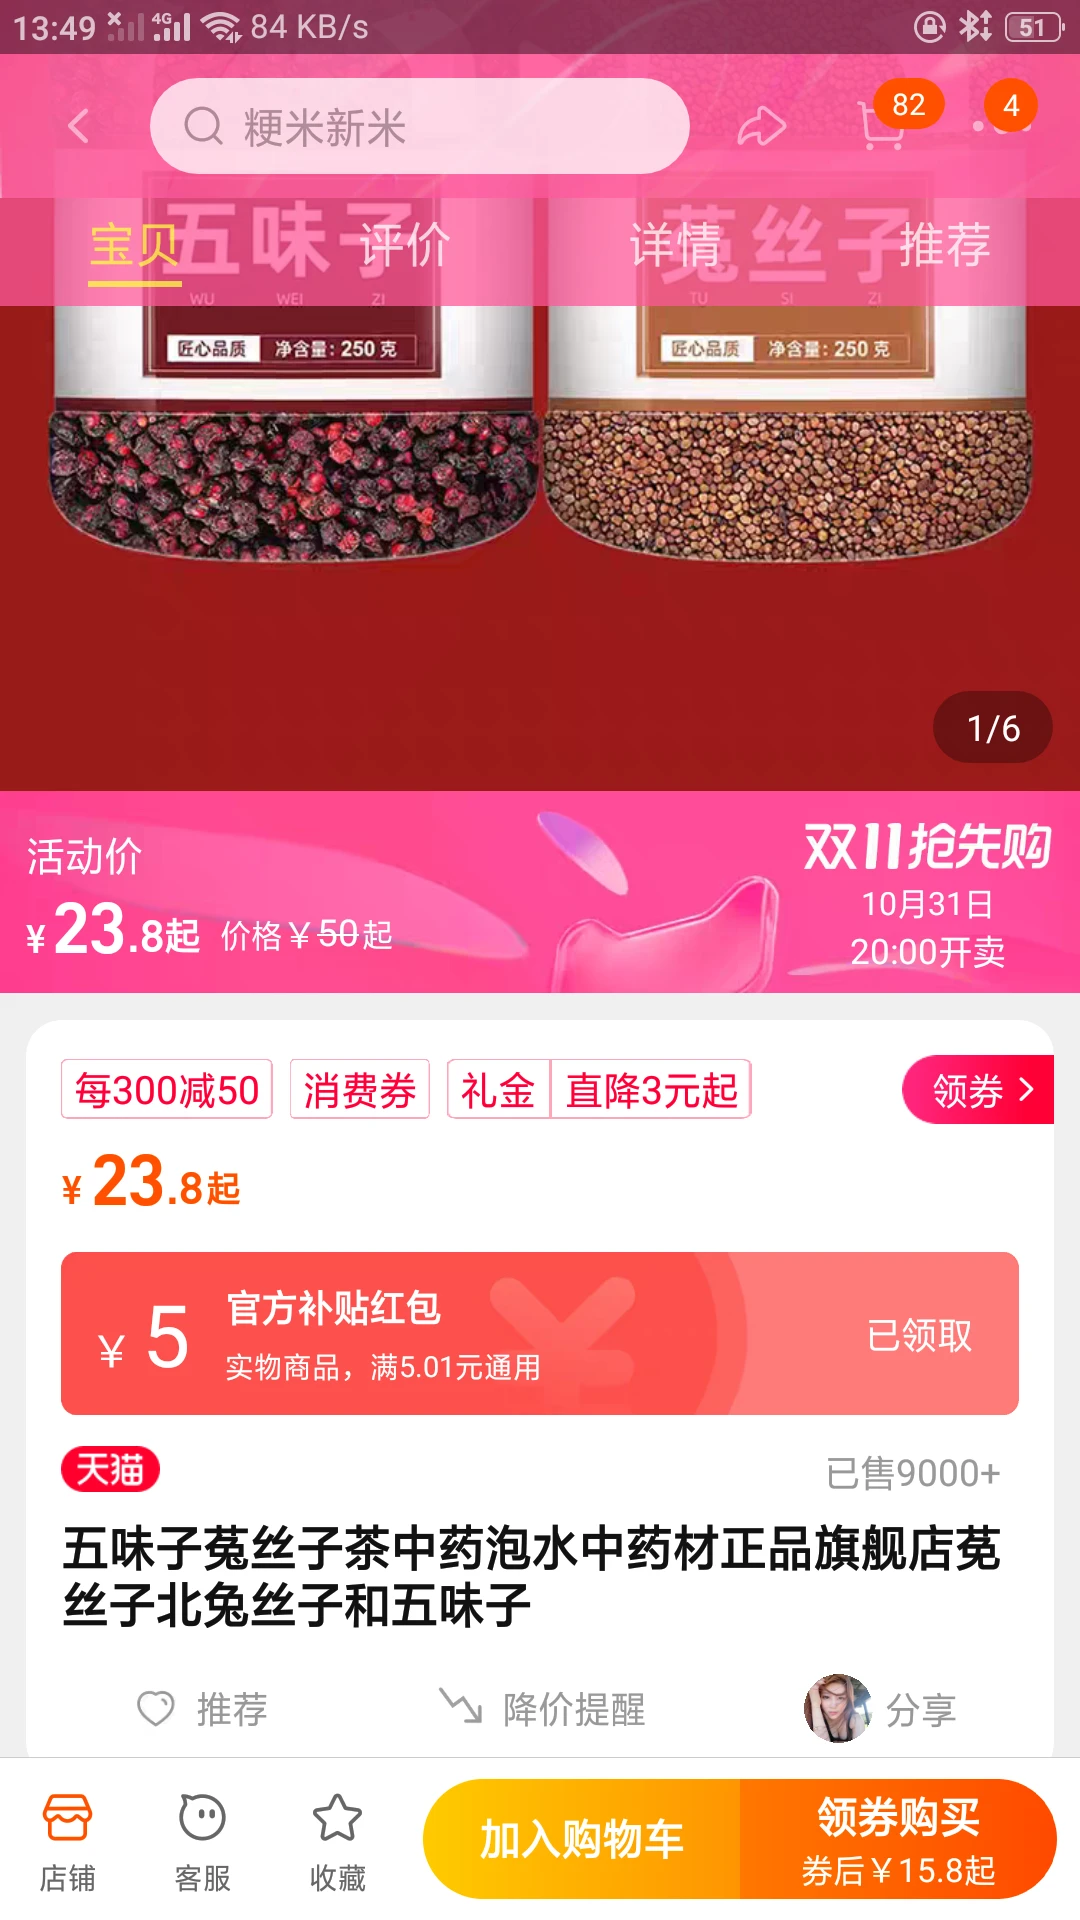 13:49 4G 84 KB/s 51
粳米新米 82 4
宝贝 评价 详情 推荐
五味子 菟丝子
WU WEI ZI TU SI ZI
匠心品质 净含量: 250 克 匠心品质 净含量: 250 克
1/6
活动价
¥23.8起 价格¥50起
双11抢先购
10月31日
20:00开卖
每300减50 消费券 礼金 直降3元起 领券 >
¥23.8起
¥5 官方补贴红包
实物商品，满5.01元通用
已领取
天猫 已售9000+
五味子菟丝子茶中药泡水中药材正品旗舰店莬
丝子北兔丝子和五味子
推荐 降价提醒 分享
店铺 客服 收藏 加入购物车 领券购买
券后¥15.8起